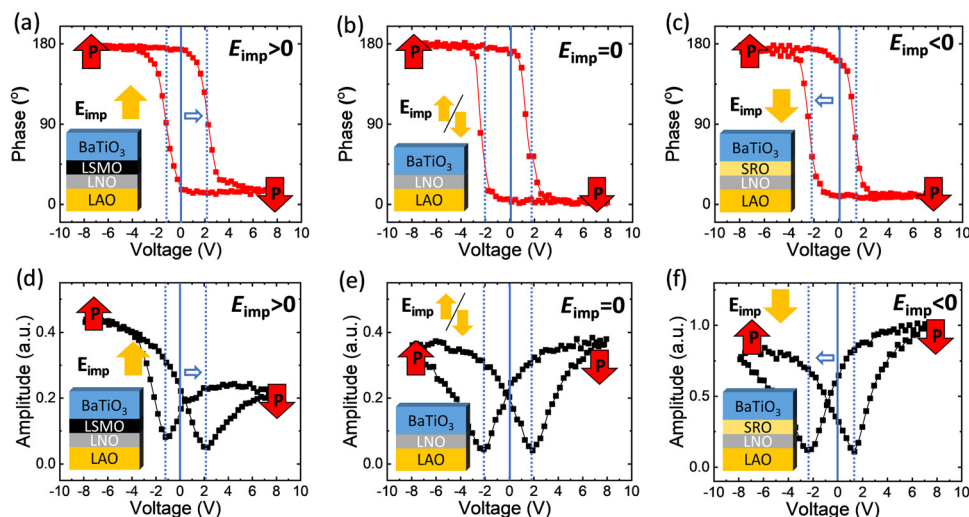 (a)
180
90
0
Phase (º)
P
Eimp>0
Eimp
BaTiO3
LSMO
LNO
LAO
P
-10 -8 -6 -4 -2 0 2 4 6 8 10
Voltage (V)
(b)
180
90
0
Phase (º)
P
Eimp=0
Eimp
BaTiO3
LNO
LAO
P
-10 -8 -6 -4 -2 0 2 4 6 8 10
Voltage (V)
(c)
180
90
0
Phase (º)
P
Eimp<0
Eimp
BaTiO3
SRO
LNO
LAO
P
-10 -8 -6 -4 -2 0 2 4 6 8 10
Voltage (V)
(d)
0.4
0.2
0.0
Amplitude (a.u.)
P
Eimp>0
Eimp
BaTiO3
LSMO
LNO
LAO
P
-10 -8 -6 -4 -2 0 2 4 6 8 10
Voltage (V)
(e)
0.4
0.2
0.0
Amplitude (a.u.)
Eimp
Eimp=0
P
P
BaTiO3
LNO
LAO
-10 -8 -6 -4 -2 0 2 4 6 8 10
Voltage (V)
(f)
1.0
0.5
0.0
Amplitude (a.u.)
Eimp
Eimp<0
P
P
BaTiO3
SRO
LNO
LAO
-10 -8 -6 -4 -2 0 2 4 6 8 10
Voltage (V)